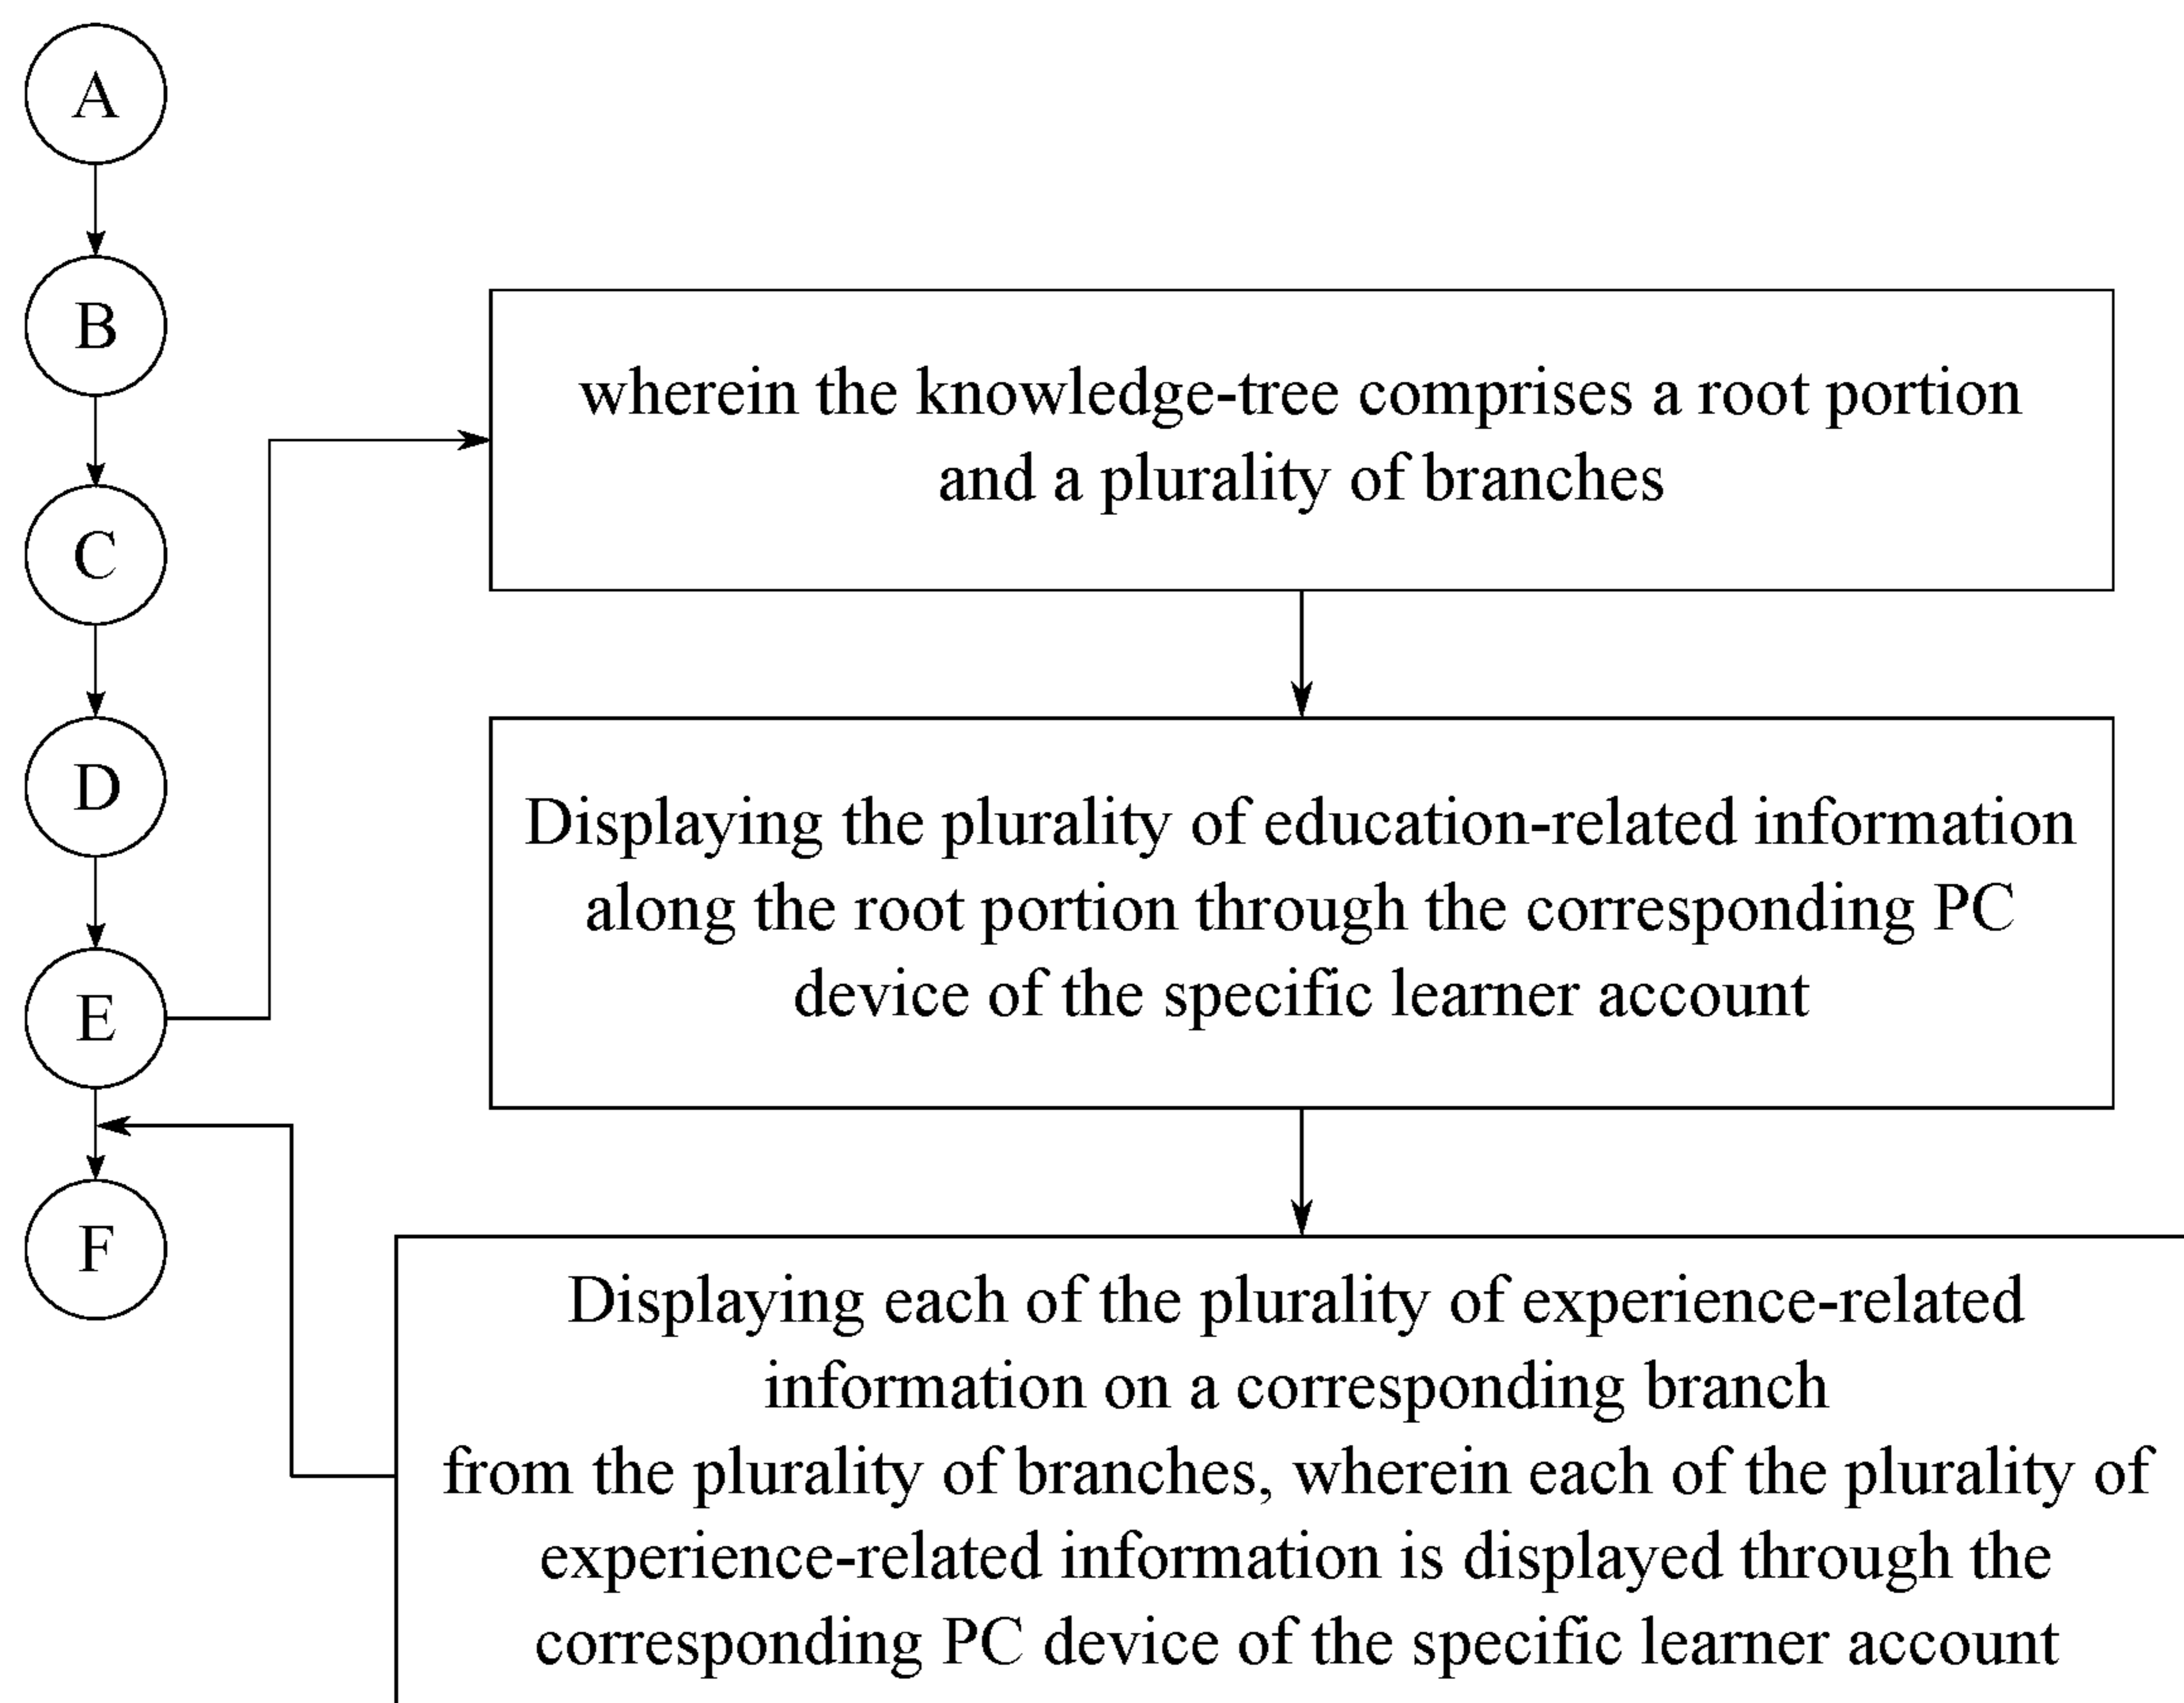 A
B
C
D
E
F
wherein the knowledge-tree comprises a root portion
and a plurality of branches
Displaying the plurality of education-related information
along the root portion through the corresponding PC
device of the specific learner account
Displaying each of the plurality of experience-related
information on a corresponding branch
from the plurality of branches, wherein each of the plurality of
experience-related information is displayed through the
corresponding PC device of the specific learner account